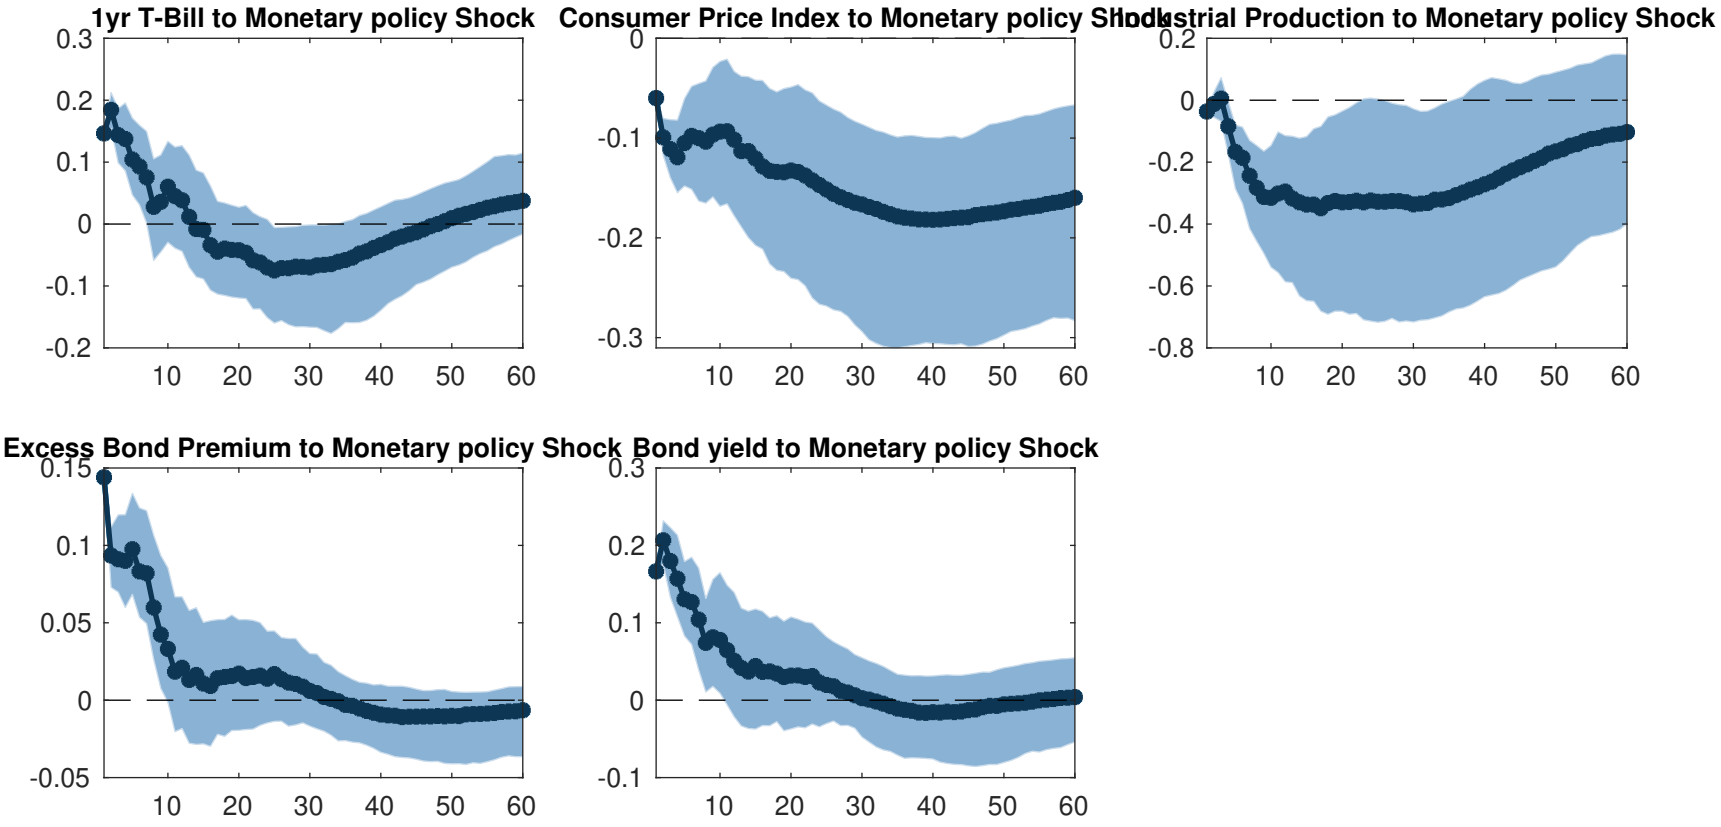 1yr T-Bill to Monetary policy Shock
0.3
0.2
0.1
0
-0.1
-0.2
10 20 30 40 50 60
Consumer Price Index to Monetary policy Shock
0
-0.1
-0.2
-0.3
10 20 30 40 50 60
Industrial Production to Monetary policy Shock
0.2
0
-0.2
-0.4
-0.6
-0.8
10 20 30 40 50 60
Excess Bond Premium to Monetary policy Shock
0.15
0.1
0.05
0
-0.05
10 20 30 40 50 60
Bond yield to Monetary policy Shock
0.3
0.2
0.1
0
-0.1
10 20 30 40 50 60